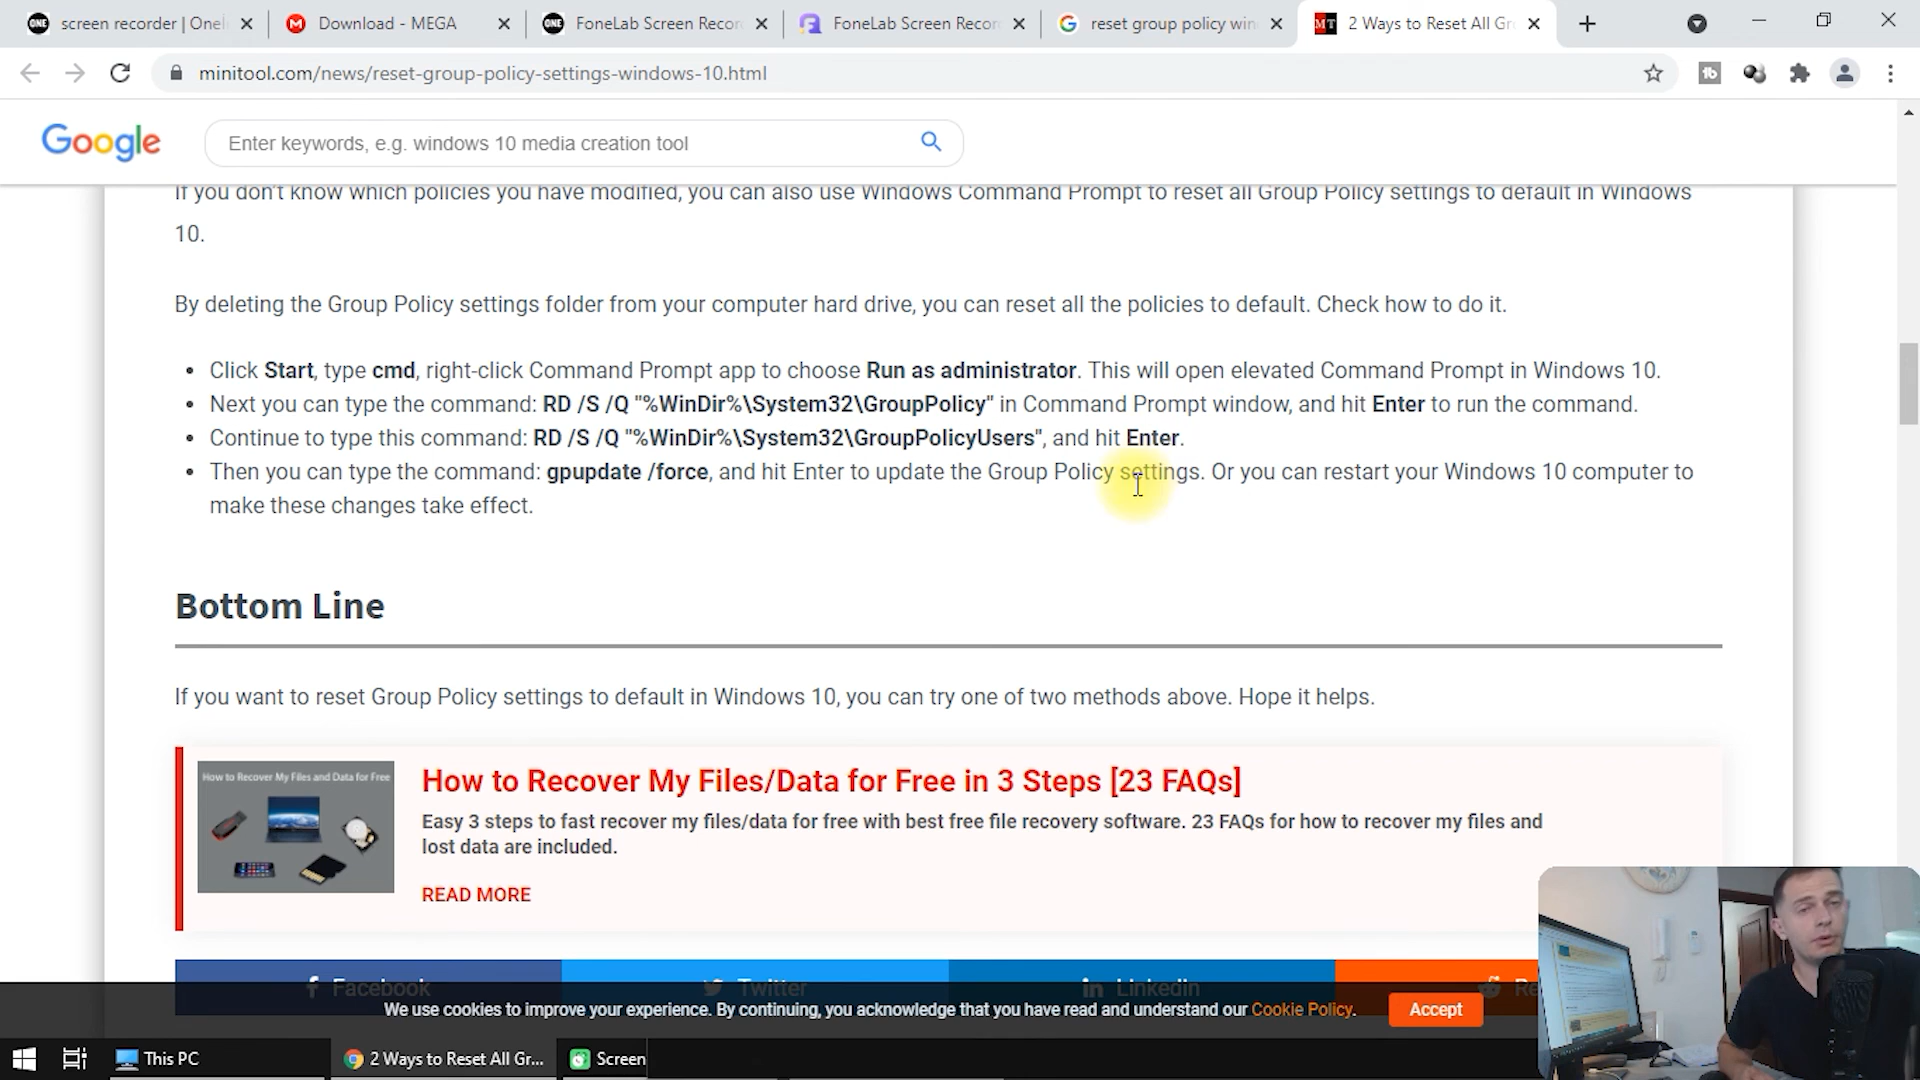 screen recorder | Onel
Download - MEGA
FoneLab Screen Recor
FoneLab Screen Recor
reset group policy win
MT
2 Ways to Reset All Gr
minitool.com/news/reset-group-policy-settings-windows-10.html
Google
Enter keywords, e.g. windows 10 media creation tool
If you don't know which policies you have modified, you can also use Windows Command Prompt to reset all Group Policy settings to default in Windows
10.
By deleting the Group Policy settings folder from your computer hard drive, you can reset all the policies to default. Check how to do it.
• Click Start, type cmd, right-click Command Prompt app to choose Run as administrator. This will open elevated Command Prompt in Windows 10.
• Next you can type the command: RD /S /Q "%WinDir%\System32\GroupPolicy" in Command Prompt window, and hit Enter to run the command.
• Continue to type this command: RD /S /Q "%WinDir%\System32\GroupPolicyUsers", and hit Enter.
• Then you can type the command: gpupdate /force, and hit Enter to update the Group Policy settings. Or you can restart your Windows 10 computer to
make these changes take effect.
Bottom Line
If you want to reset Group Policy settings to default in Windows 10, you can try one of two methods above. Hope it helps.
How to Recover My Files and Data for Free
How to Recover My Files/Data for Free in 3 Steps [23 FAQs]
Easy 3 steps to fast recover my files/data for free with best free file recovery software. 23 FAQs for how to recover my files and
lost data are included.
READ MORE
Facebook
Twitter
Linkedin
Re
We use cookies to improve your experience. By continuing, you acknowledge that you have read and understand our Cookie Policy.
Accept
This PC
2 Ways to Reset All Gr...
Screen